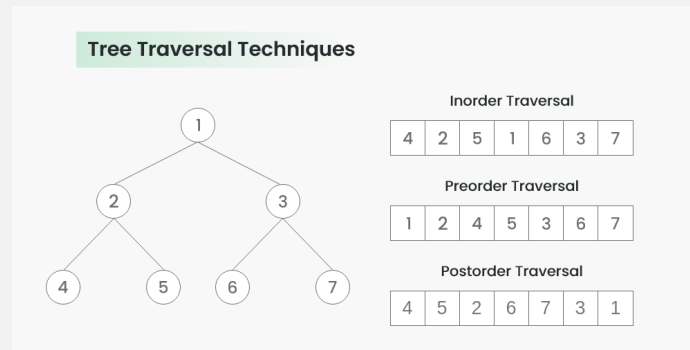 Tree Traversal Techniques
1
2 3
4 5 6 7
Inorder Traversal
4 2 5 1 6 3 7
Preorder Traversal
1 2 4 5 3 6 7
Postorder Traversal
4 5 2 6 7 3 1